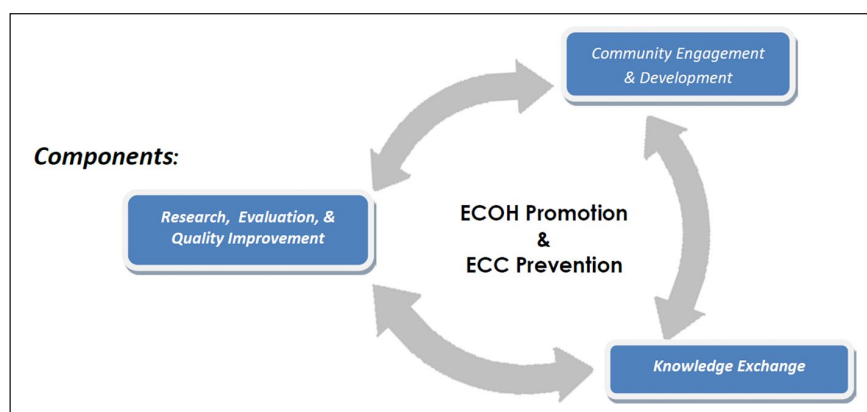 Community Engagement
& Development
Components:
Research, Evaluation, &
Quality Improvement
ECOH Promotion
&
ECC Prevention
Knowledge Exchange